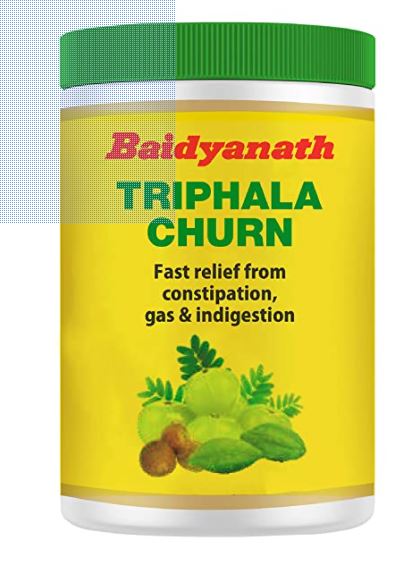 Baidyanath
TRIPHALA
CHURN
Fast relief from
constipation,
gas & indigestion